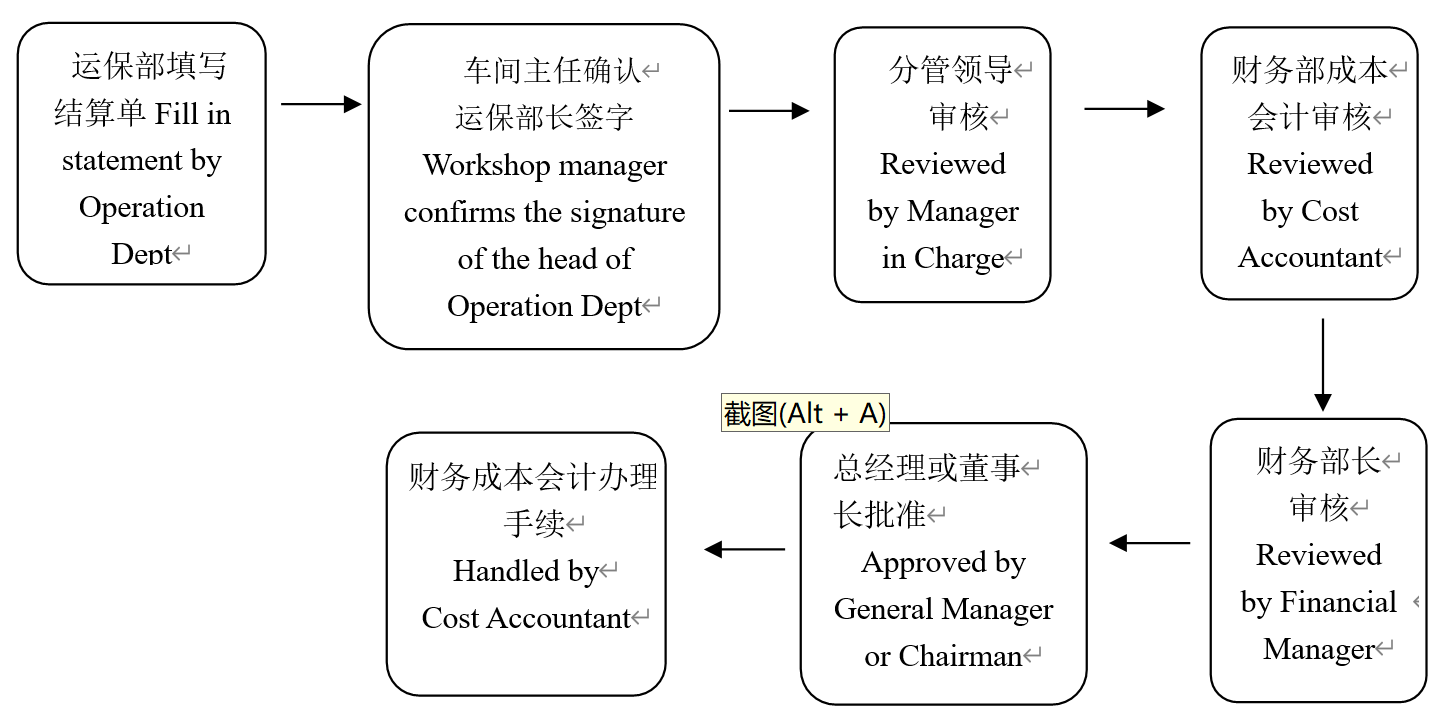 运保部填写
结算单 Fill in
statement by
Operation
Dept
车间主任确认
运保部长签字
Workshop manager
confirms the signature
of the head of
Operation Dept
分管领导
审核
Reviewed
by Manager
in Charge
财务部成本
会计审核
Reviewed
by Cost
Accountant
财务部长
审核
Reviewed
by Financial
Manager
截图(Alt + A)
总经理或董事
长批准
Approved by
General Manager
or Chairman
财务成本会计办理
手续
Handled by
Cost Accountant